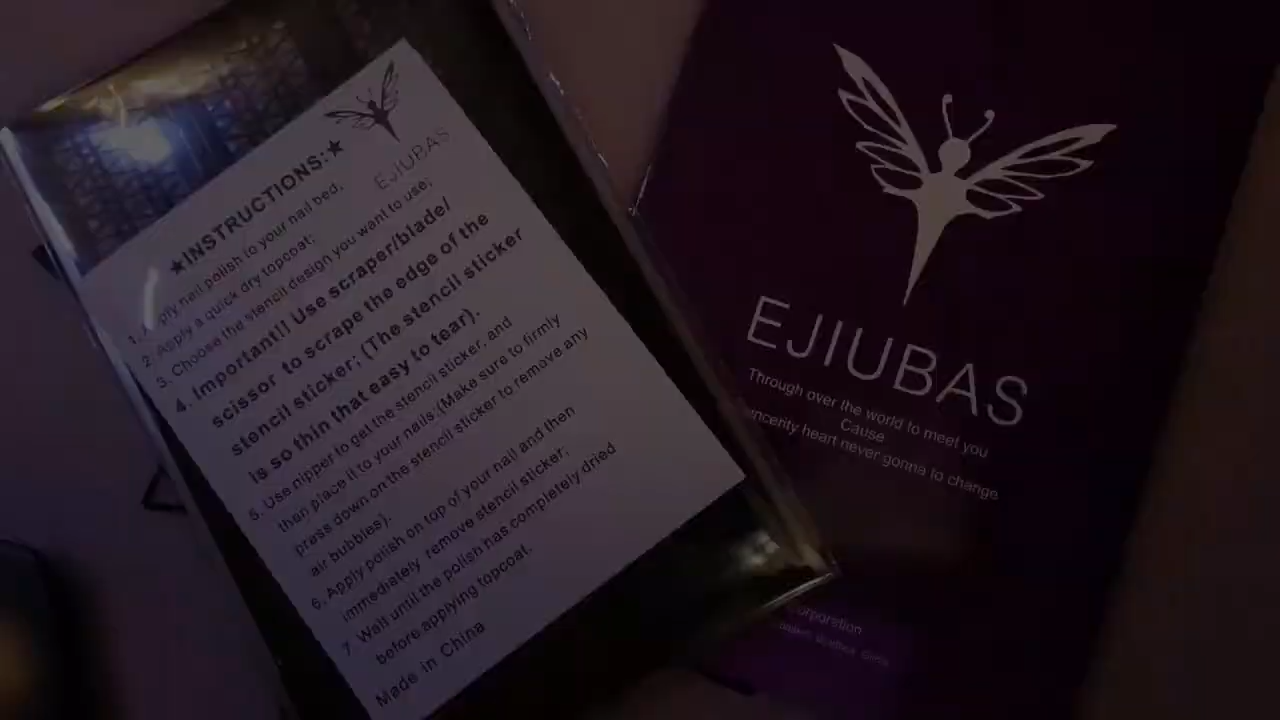 EJIUBAS
★INSTRUCTIONS:★
1. Apply nail polish to your nail bed,
2. Apply a quick dry topcoat;
3. Choose the stencil design you want to use;
4. Important!! Use scraper/blade/
scissor to scrape the edge of the
stencil sticker; (The stencil sticker
is so thin that easy to tear).
5. Use nipper to get the stencil sticker, and
then place it to your nails;(Make sure to firmly
press down on the stencil sticker to remove any
air bubbles).
6. Apply polish on top of your nail and then
immediately remove stencil sticker;
7. Wait until the polish has completely dried
before applying topcoat.
Made in China
EJIUBAS
Through over the world to meet you
Cause
sincerity heart never gonna to change
corporation